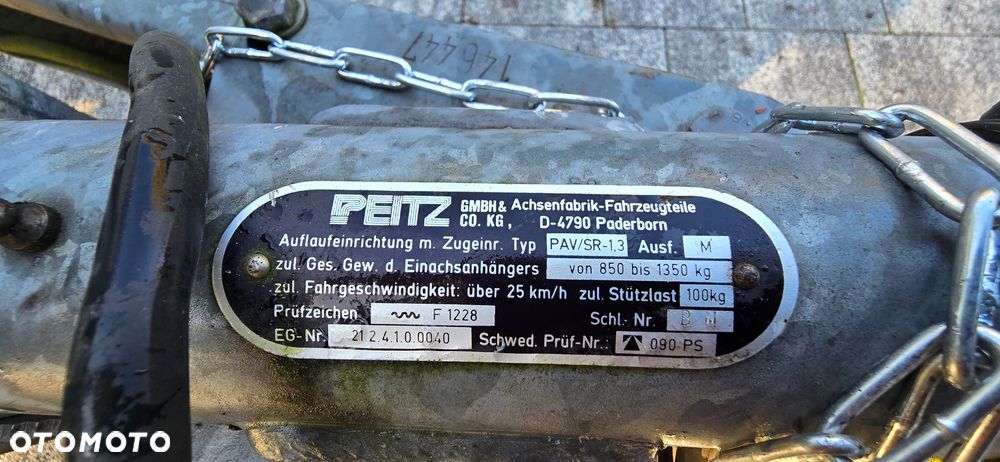 146447
PEITZ GMBH & CO. KG, Achsenfabrik-Fahrzeugteile
D-4790 Paderborn
Auflaufeinrichtung m. Zugeinr. Typ PAV/SR-1.3 Ausf. M
zul. Ges. Gew. d. Einachsanhängers von 850 bis 1350 kg
zul. Fahrgeschwindigkeit: über 25 km/h zul. Stützlast 100kg
Prüfzeichen F 1228 Schl.-Nr. B N
EG-Nr. 21.2.4.1.0.0040 Schwed. Prüf-Nr.: 090 PS
OTOMOTO